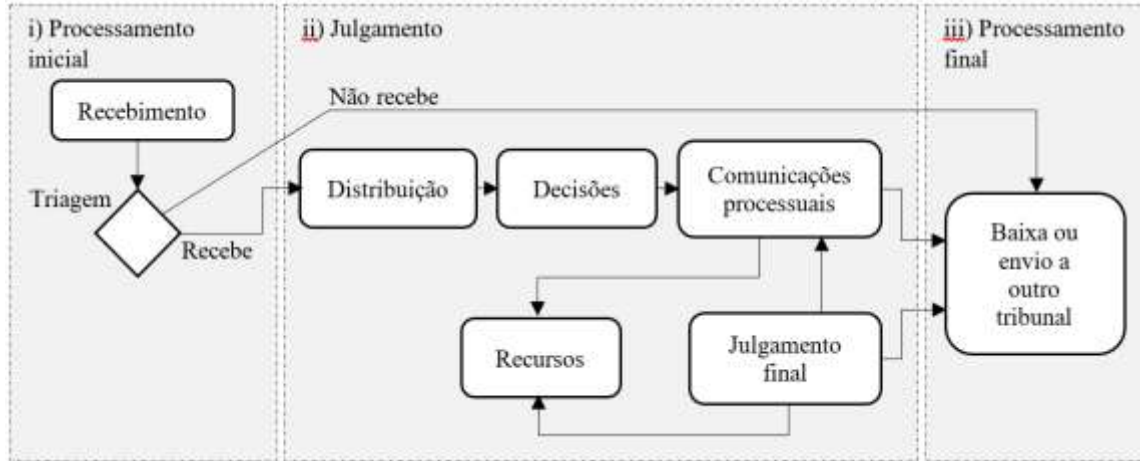 i) Processamento
inicial
Recebimento
Triagem
Recebe
ii) Julgamento
Não recebe
Distribuição
Decisões
Comunicações
processuais
Recursos
Julgamento
final
iii) Processamento
final
Baixa ou
envio a
outro
tribunal